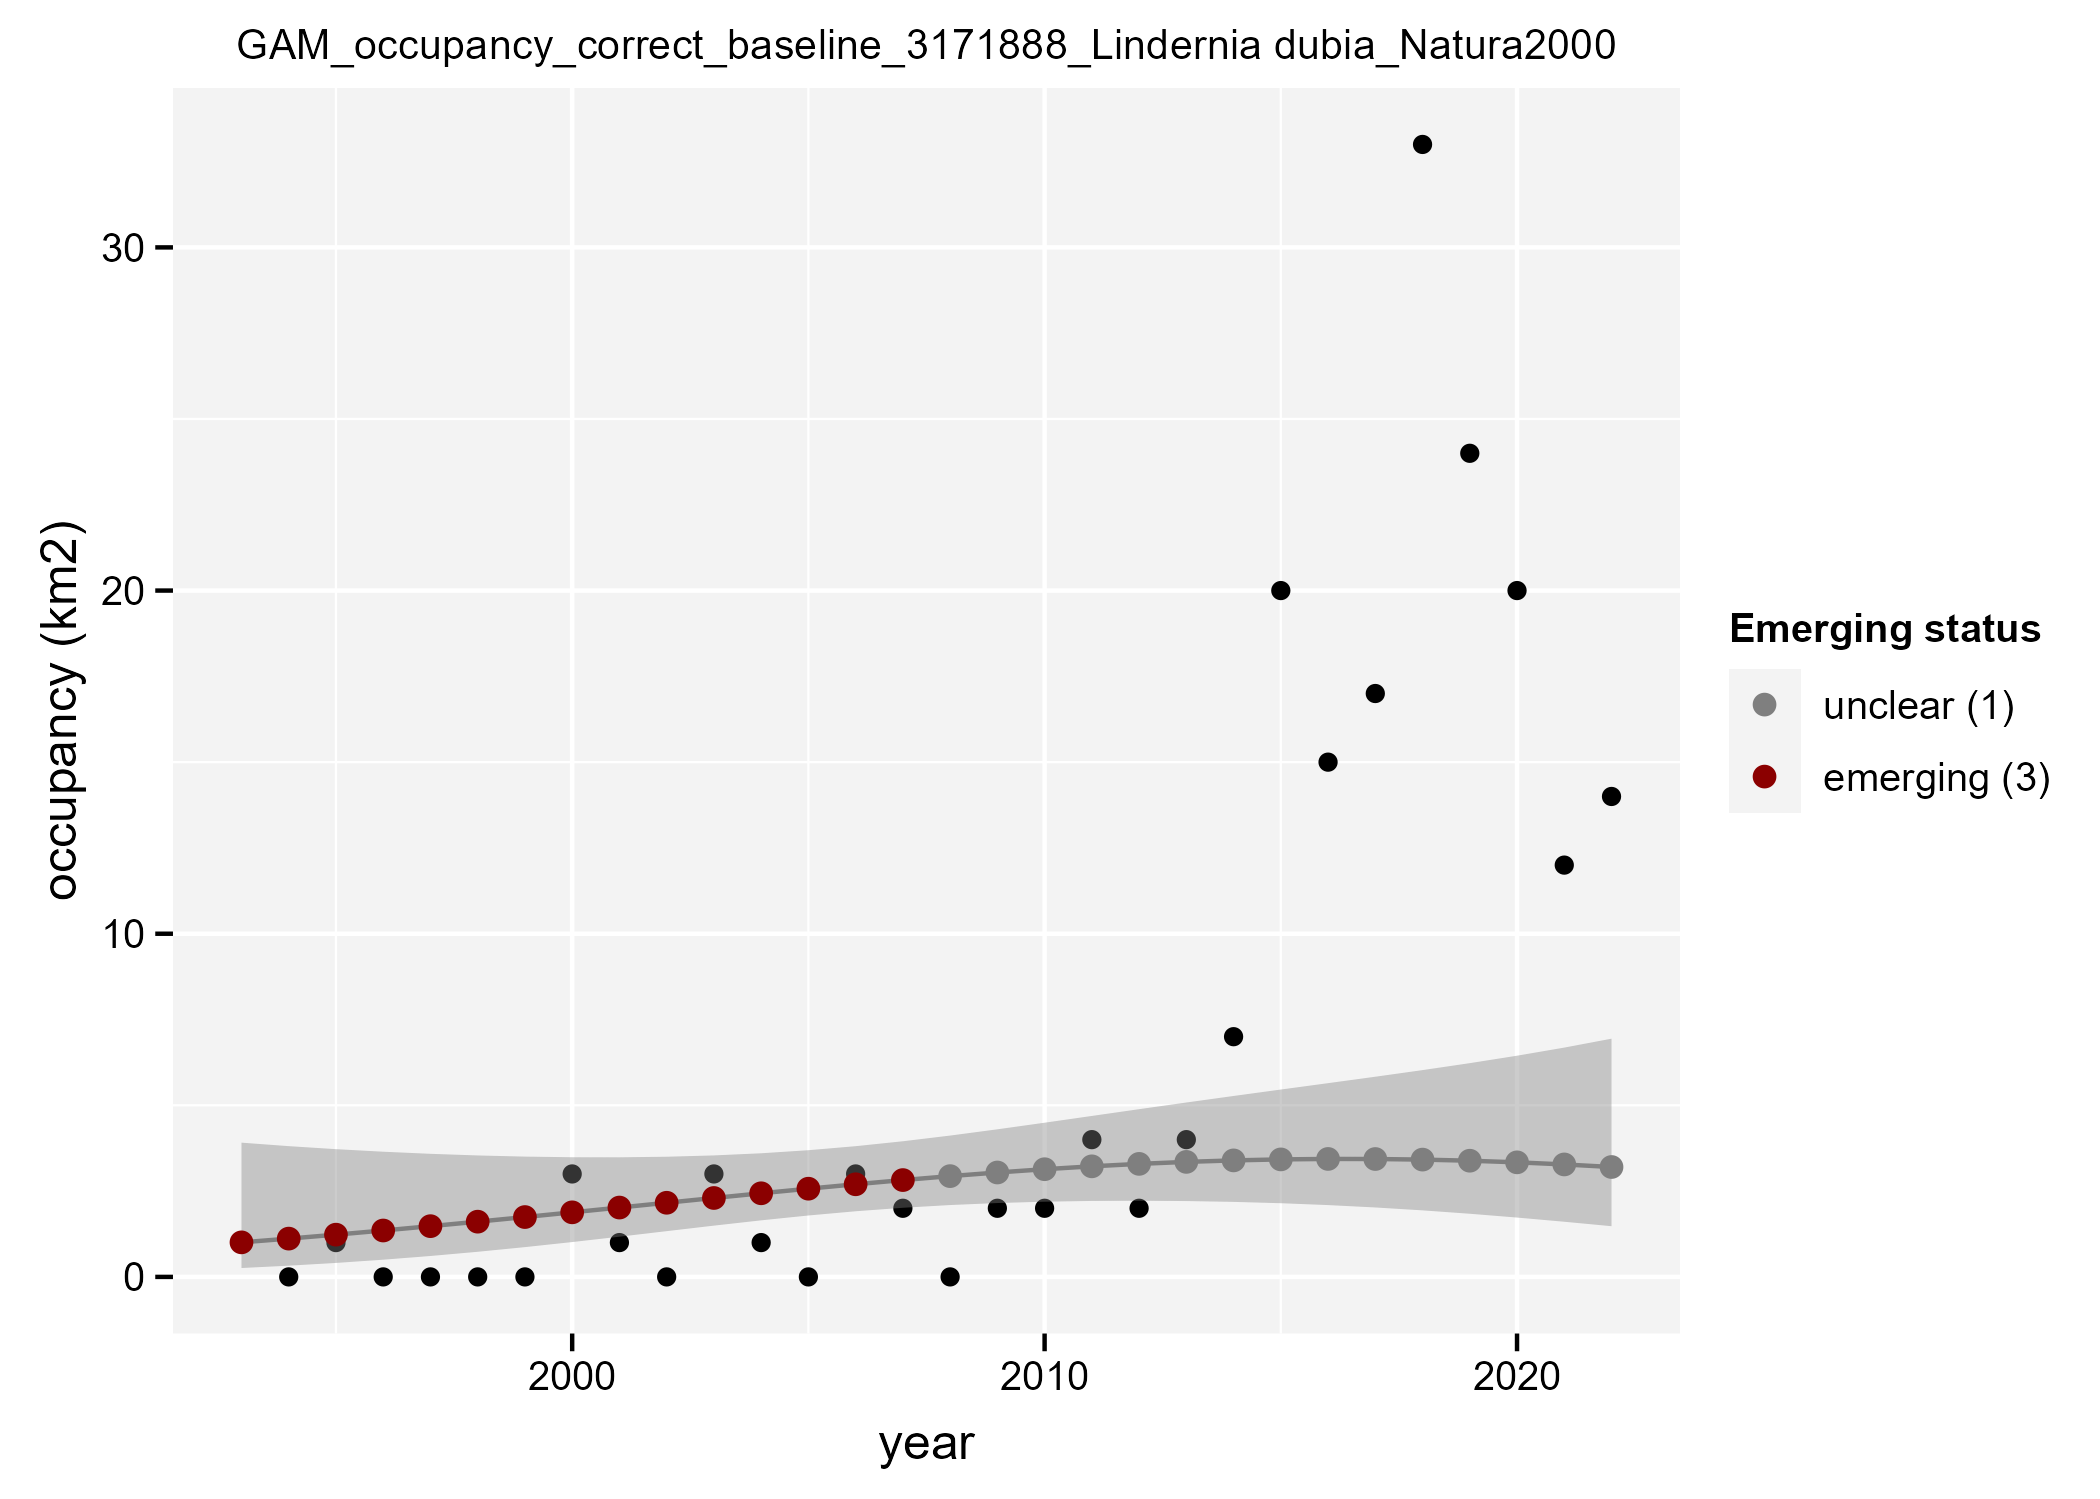 GAM_occupancy_correct_baseline_3171888_Lindernia dubia_Natura2000
30
20
10
0
occupancy (km2)
2000
2010
2020
year
Emerging status
unclear (1)
emerging (3)